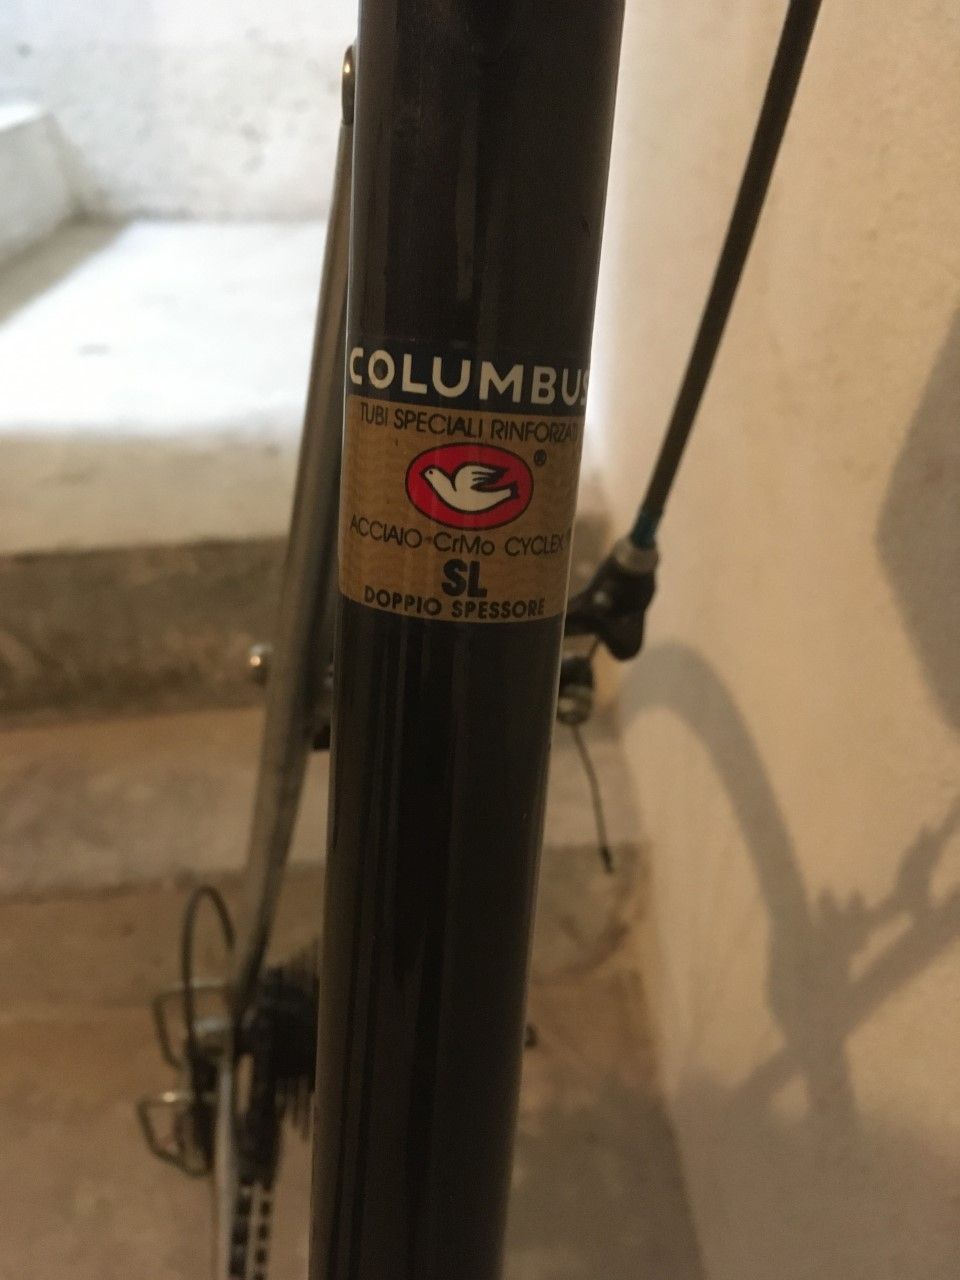 COLUMBUS
TUBI SPECIALI RINFORZATI
®
ACCIAIO CrMo CYCLEX
SL
DOPPIO SPESSORE